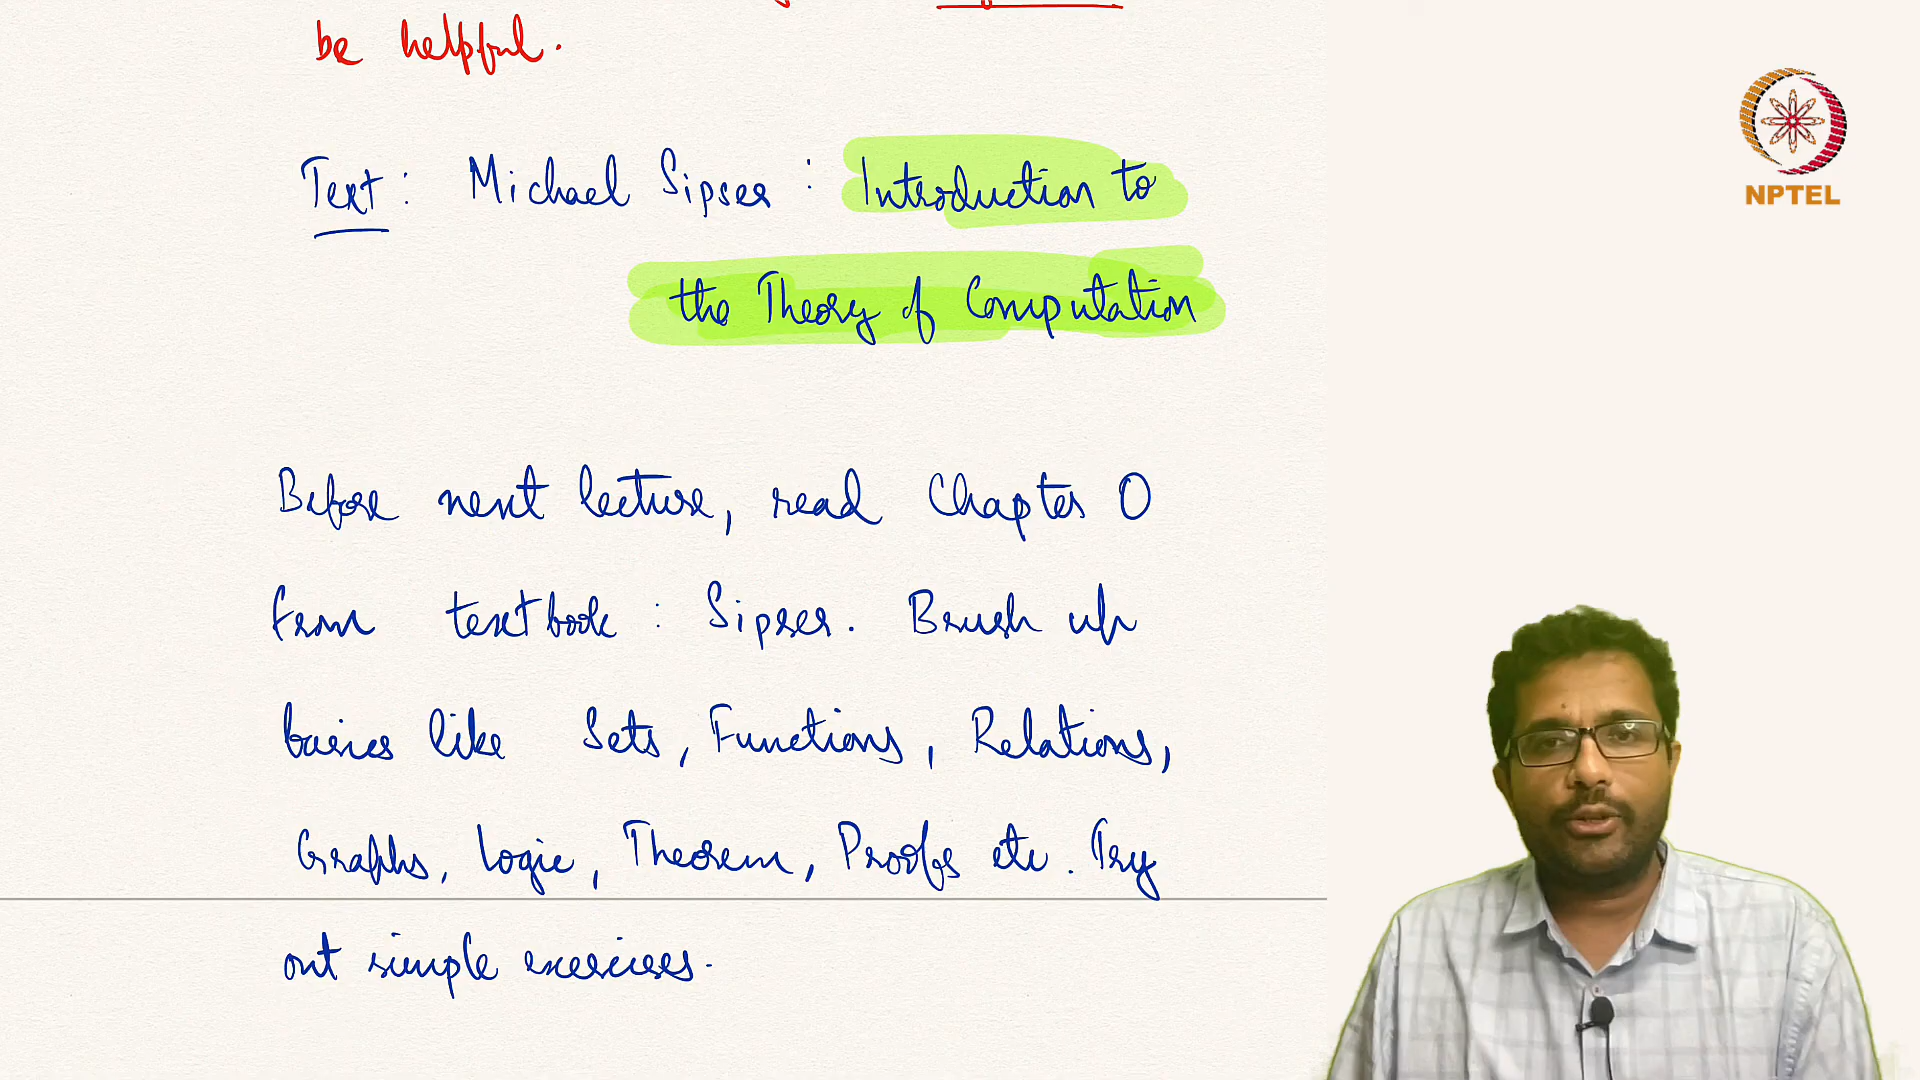 be helpful.
NPTEL
Text: Michael Sipser: Introduction to
the Theory of Computation
Before next lecture, read Chapter 0
from textbook: Sipser. Brush up
basics like Sets, Functions, Relations,
Graphs, Logic, Theorem, Proofs etc. Try
out simple exercises.